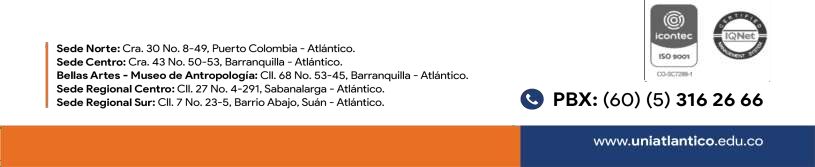 Sede Norte: Cra. 30 No. 8-49, Puerto Colombia - Atlántico.
Sede Centro: Cra. 43 No. 50-53, Barranquilla - Atlántico.
Bellas Artes - Museo de Antropología: Cll. 68 No. 53-45, Barranquilla - Atlántico.
Sede Regional Centro: Cll. 27 No. 4-291, Sabanalarga - Atlántico.
Sede Regional Sur: Cll. 7 No. 23-5, Barrio Abajo, Suán - Atlántico.
icontec
ISO 9001
CO-SC7289-1
CERTIFIED
IQNet
MANAGEMENT SYSTEM
PBX: (60) (5) 316 26 66
www.uniatlantico.edu.co